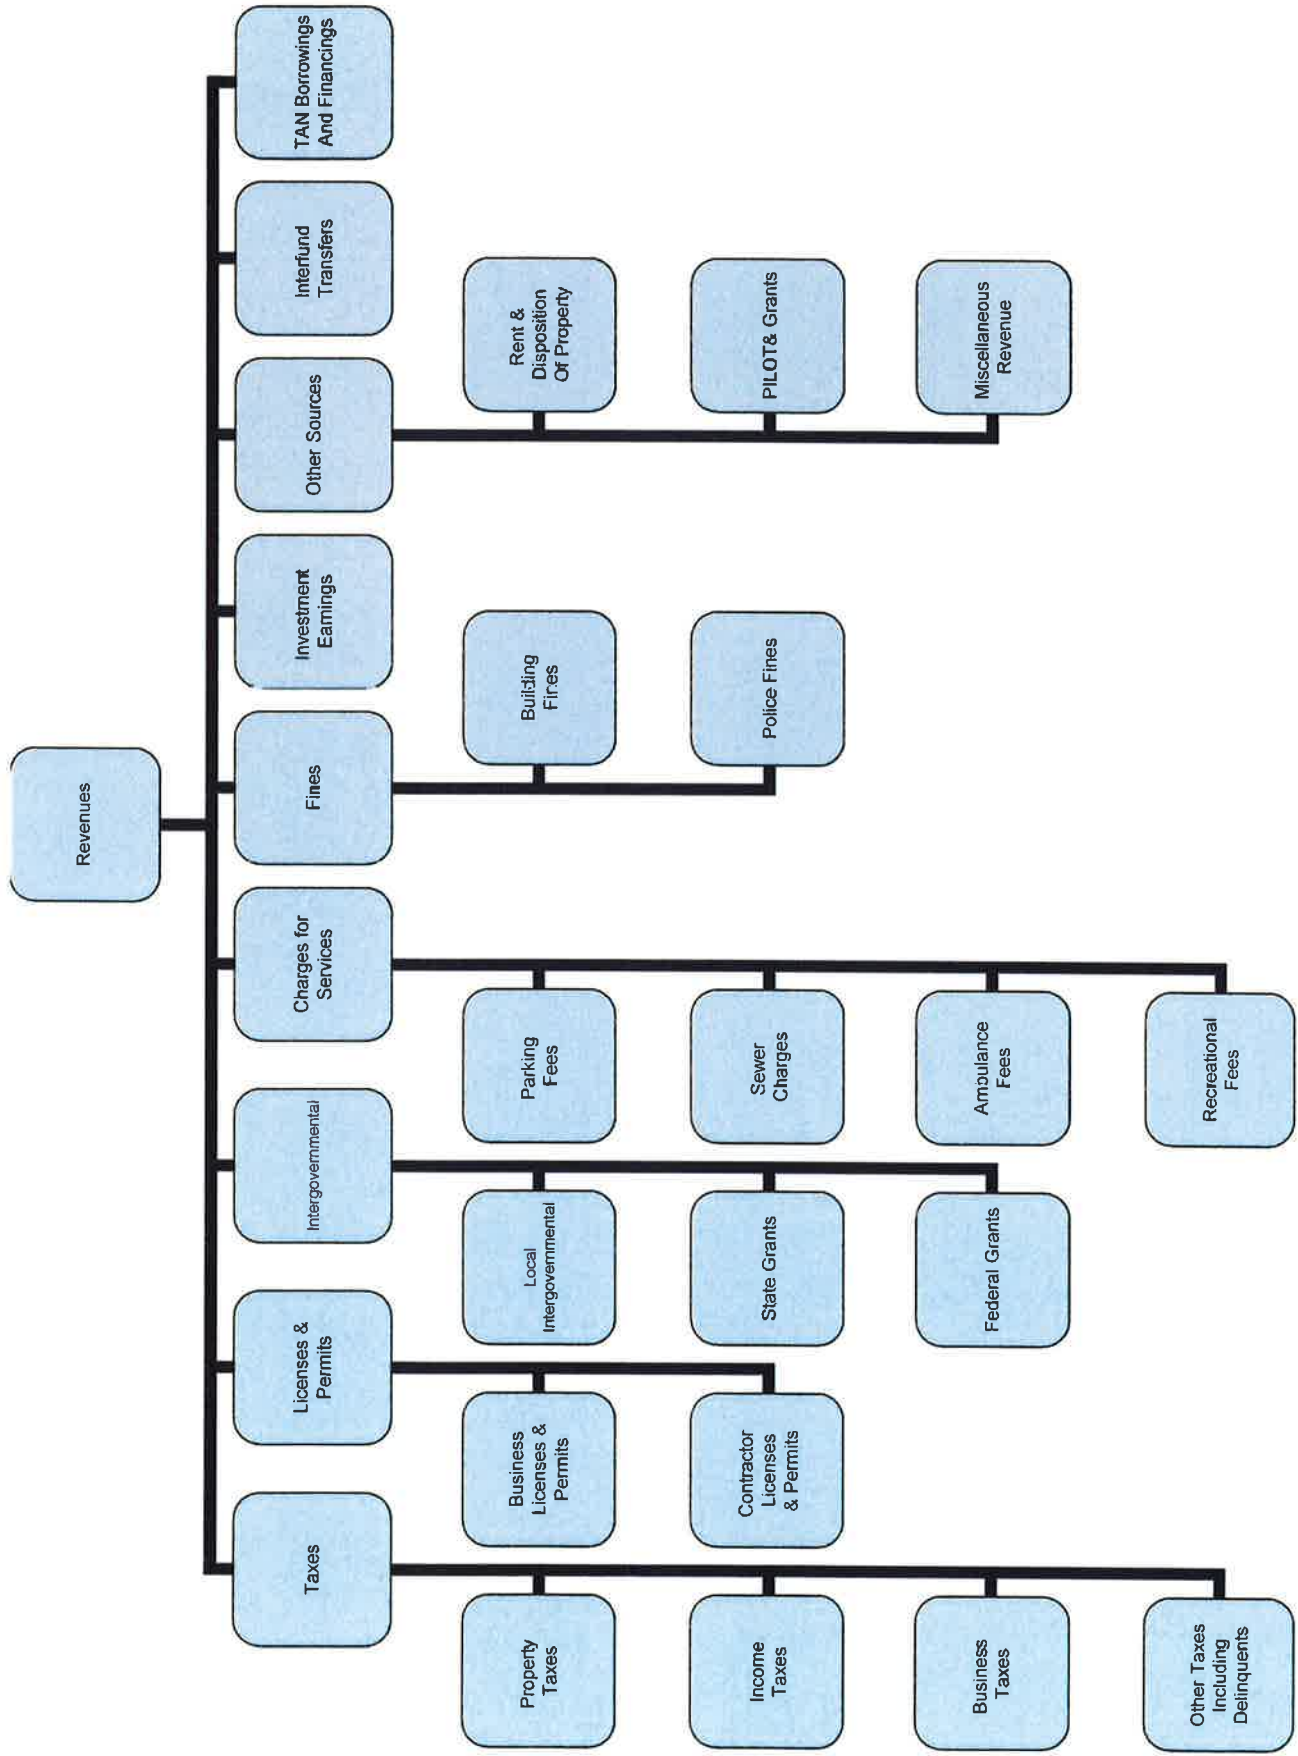 Revenues
Taxes
Licenses &
Permits
Intergovernmental
Charges for
Services
Fines
Investment
Earnings
Other Sources
Interfund
Transfers
TAN Borrowings
And Financings
Property
Taxes
Income
Taxes
Business
Taxes
Other Taxes
Including
Delinquents
Business
Licenses &
Permits
Contractor
Licenses
& Permits
Local
Intergovernmental
State Grants
Federal Grants
Parking
Fees
Sewer
Charges
Ambulance
Fees
Recreational
Fees
Building
Fines
Police Fines
Rent &
Disposition
Of Property
PILOT& Grants
Miscellaneous
Revenue